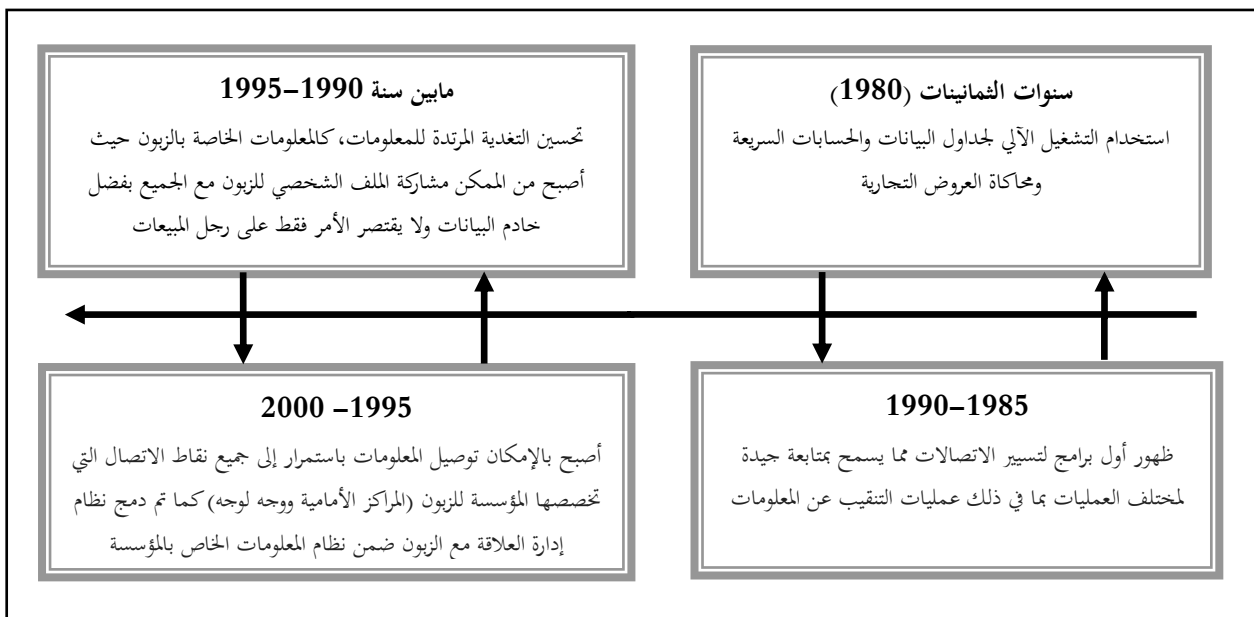 سنوات الثمانينات (1980)
استخدام التشغيل الآلي لجداول البيانات والحسابات السريعة
ومحاكاة العروض التجارية
1990–1985
ظهور أول برامج لتسيير الاتصالات مما يسمح بمتابعة جيدة
لمختلف العمليات بما في ذلك عمليات التنقيب عن المعلومات
مابين سنة 1990–1995
تحسين التغدية المرتدة للمعلومات، كالمعلومات الخاصة بالزبون حيث
أصبح من الممكن مشاركة الملف الشخصي للزبون مع الجميع بفضل
خادم البيانات ولا يقتصر الأمر فقط على رجل المبيعات
2000 –1995
أصبح بالإمكان توصيل المعلومات باستمرار إلى جميع نقاط الاتصال التي
تخصصها المؤسسة للزبون (المراكز الأمامية ووجه لوجه) كما تم دمج نظام
إدارة العلاقة مع الزبون ضمن نظام المعلومات الخاص بالمؤسسة